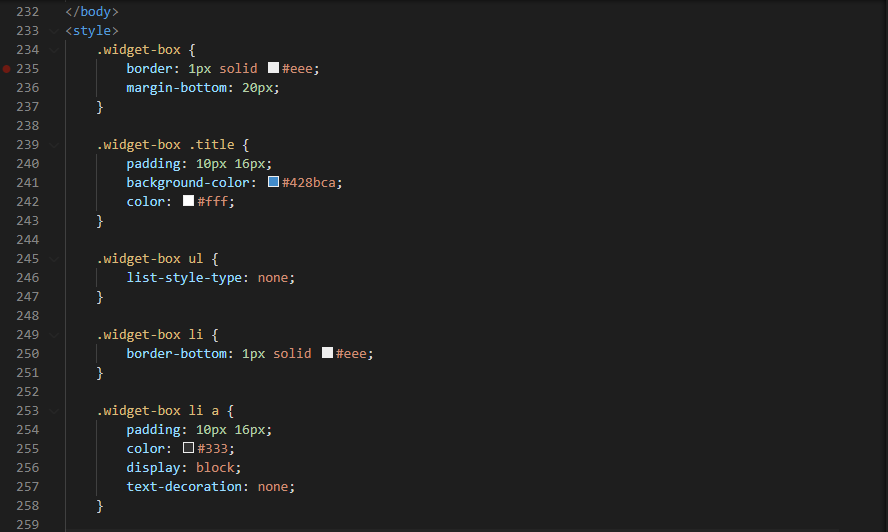 232 </body>
233 <style>
234 .widget-box {
235 border: 1px solid #eee;
236 margin-bottom: 20px;
237 }
238
239 .widget-box .title {
240 padding: 10px 16px;
241 background-color: #428bca;
242 color: #fff;
243 }
244
245 .widget-box ul {
246 list-style-type: none;
247 }
248
249 .widget-box li {
250 border-bottom: 1px solid #eee;
251 }
252
253 .widget-box li a {
254 padding: 10px 16px;
255 color: #333;
256 display: block;
257 text-decoration: none;
258 }
259